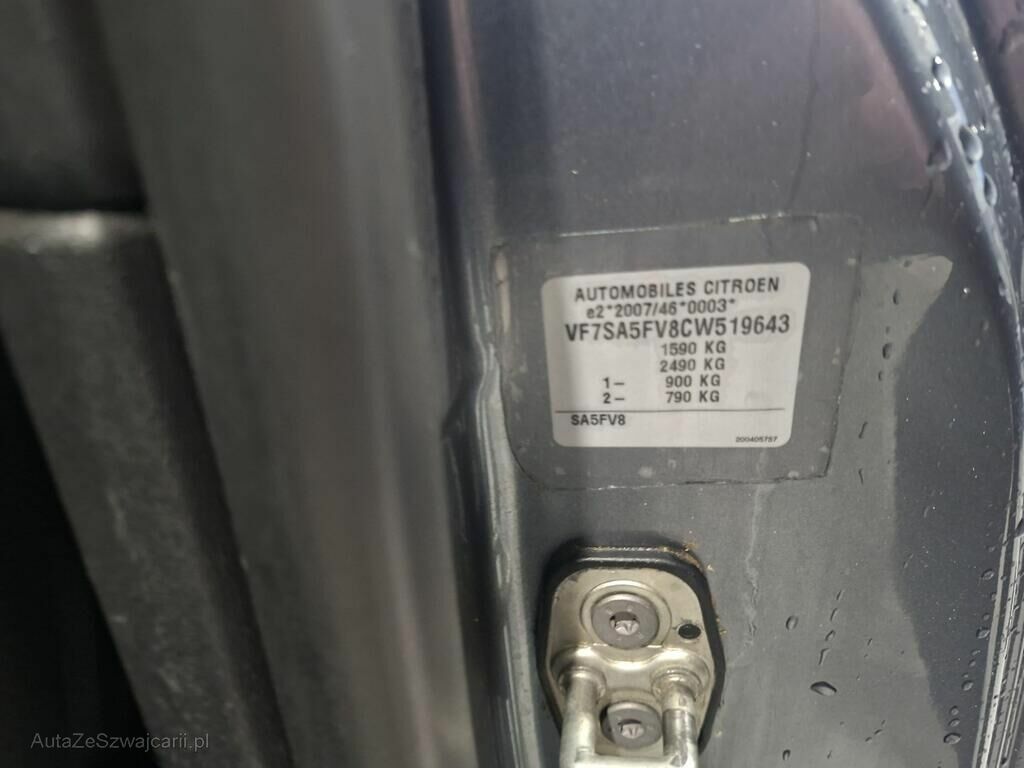 AUTOMOBILES CITROEN
e2*2007/46*0003*
VF7SA5FV8CW519643
1590 KG
2490 KG
1- 900 KG
2- 790 KG
SA5FV8
200405757
AutaZeSzwajcarii.pl